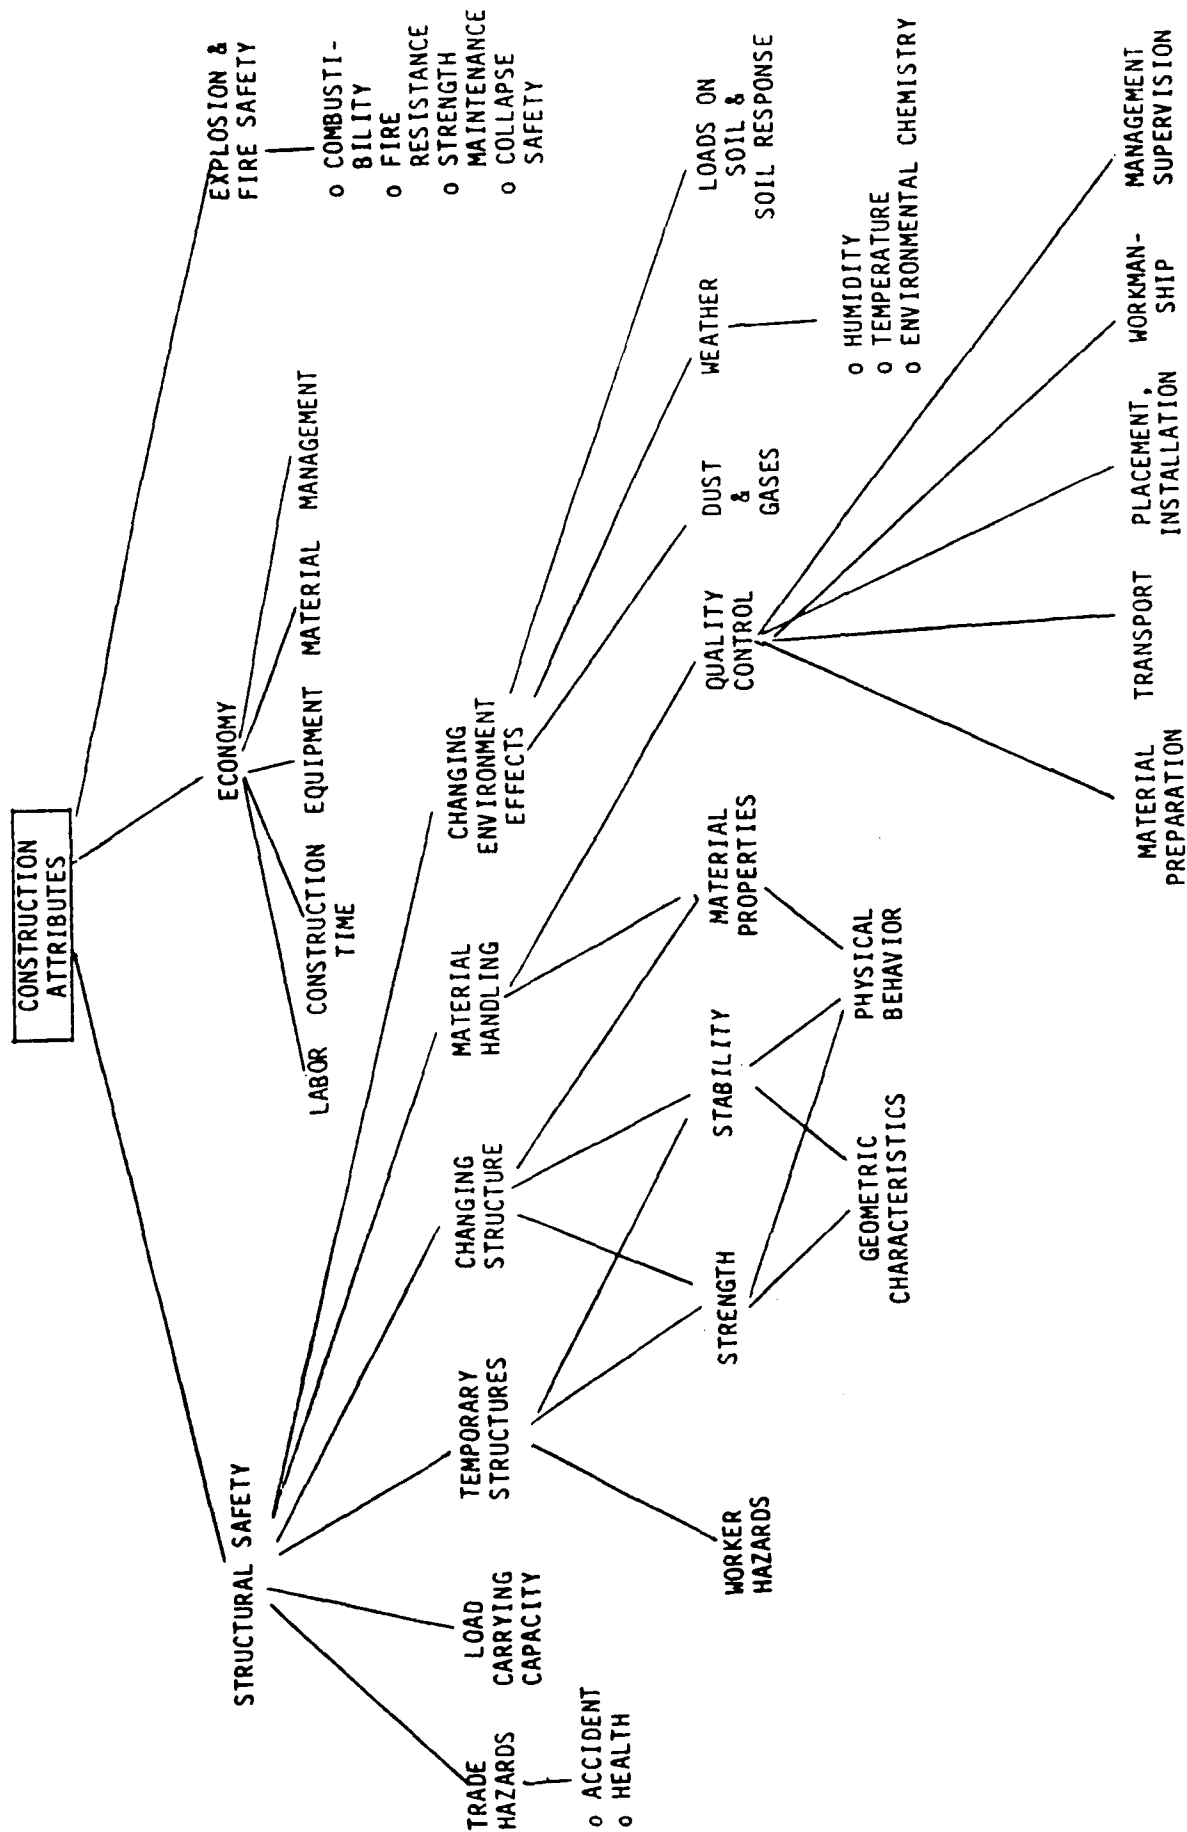 CONSTRUCTION
ATTRIBUTES
STRUCTURAL SAFETY
ECONOMY
EXPLOSION &
FIRE SAFETY
o COMBUSTI-
BILITY
o FIRE
RESISTANCE
o STRENGTH
MAINTENANCE
o COLLAPSE
SAFETY
LABOR
CONSTRUCTION
TIME
EQUIPMENT
MATERIAL
MANAGEMENT
TRADE
HAZARDS
o ACCIDENT
o HEALTH
LOAD
CARRYING
CAPACITY
TEMPORARY
STRUCTURES
CHANGING
STRUCTURE
MATERIAL
HANDLING
CHANGING
ENVIRONMENT
EFFECTS
WORKER
HAZARDS
STRENGTH
STABILITY
MATERIAL
PROPERTIES
QUALITY
CONTROL
DUST
&
GASES
WEATHER
LOADS ON
SOIL &
SOIL RESPONSE
GEOMETRIC
CHARACTERISTICS
PHYSICAL
BEHAVIOR
o HUMIDITY
o TEMPERATURE
o ENVIRONMENTAL CHEMISTRY
MATERIAL
PREPARATION
TRANSPORT
PLACEMENT,
INSTALLATION
WORKMAN-
SHIP
MANAGEMENT
SUPERVISION